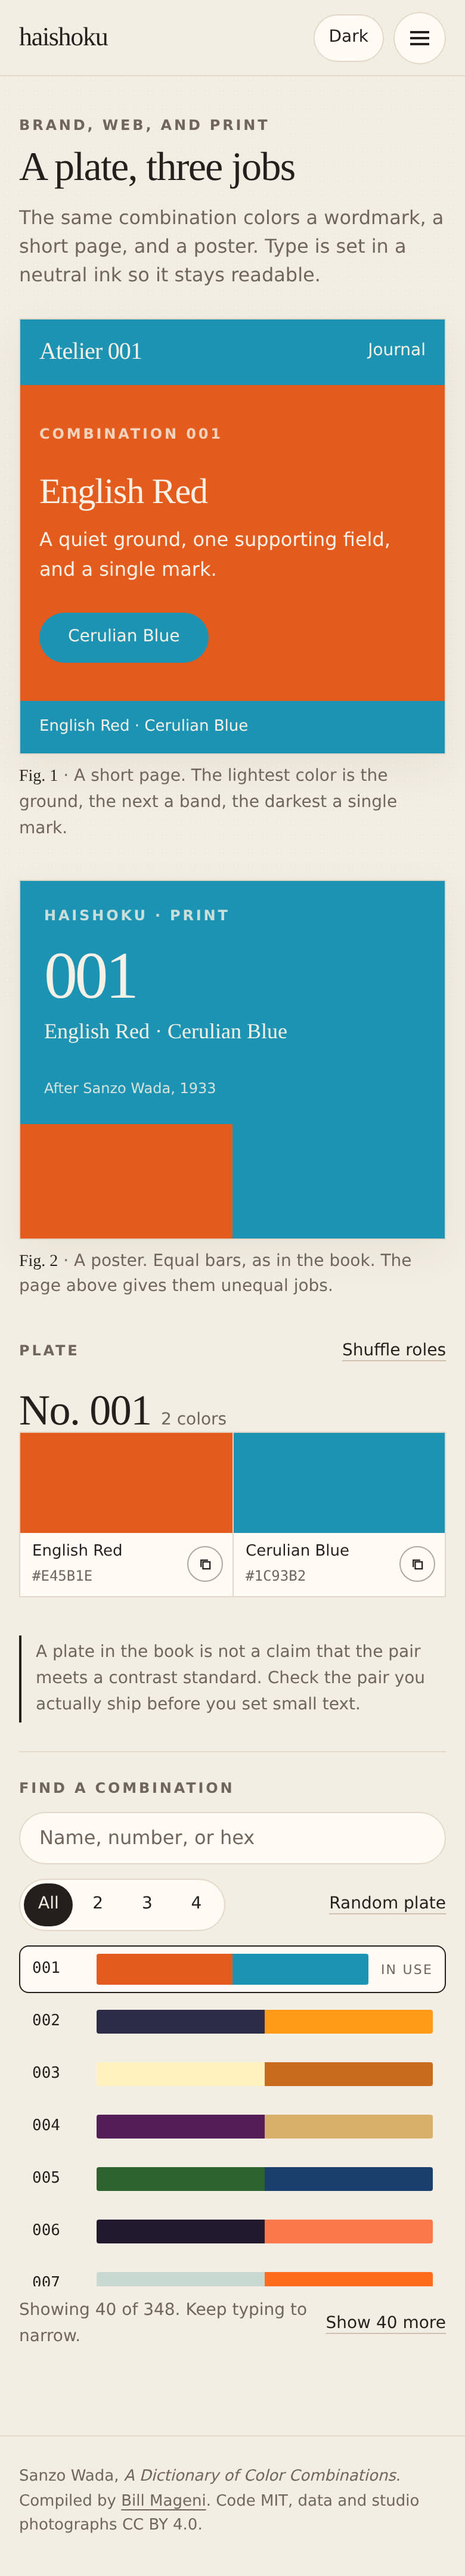 haishoku
Dark
BRAND, WEB, AND PRINT
A plate, three jobs
The same combination colors a wordmark, a
short page, and a poster. Type is set in a
neutral ink so it stays readable.
Atelier 001
Journal
COMBINATION 001
English Red
A quiet ground, one supporting field,
and a single mark.
Cerulian Blue
English Red · Cerulian Blue
Fig. 1 · A short page. The lightest color is the
ground, the next a band, the darkest a single
mark.
HAISHOKU · PRINT
001
English Red · Cerulian Blue
After Sanzo Wada, 1933
Fig. 2 · A poster. Equal bars, as in the book. The
page above gives them unequal jobs.
PLATE
Shuffle roles
No. 001 2 colors
English Red
#E45B1E
Cerulian Blue
#1C93B2
A plate in the book is not a claim that the pair
meets a contrast standard. Check the pair you
actually ship before you set small text.
FIND A COMBINATION
Name, number, or hex
All 2 3 4
Random plate
001
IN USE
002
003
004
005
006
007
Showing 40 of 348. Keep typing to
narrow.
Show 40 more
Sanzo Wada, A Dictionary of Color Combinations.
Compiled by Bill Mageni. Code MIT, data and studio
photographs CC BY 4.0.